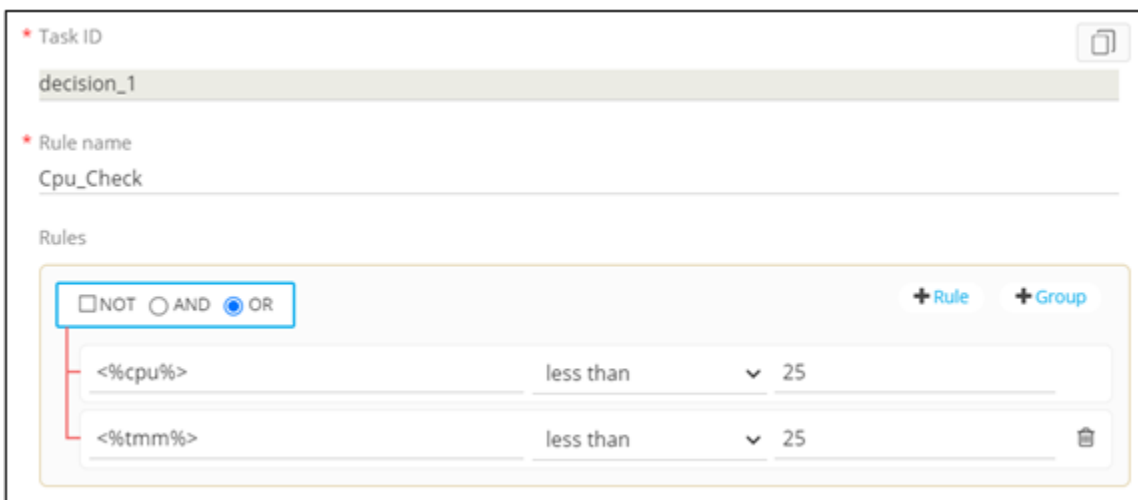 * Task ID
decision_1
* Rule name
Cpu_Check
Rules
NOT AND OR + Rule + Group
<%cpu%> less than 25
<%tmm%> less than 25